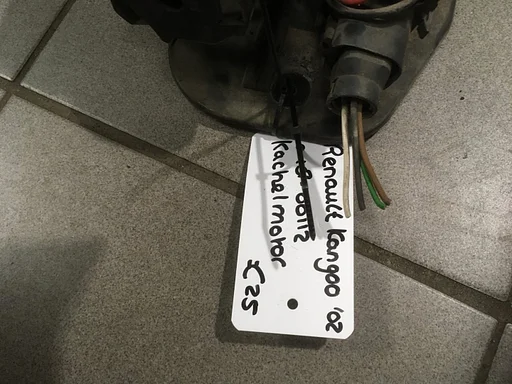 Renault Kangoo '02
Kachelmotor
€25